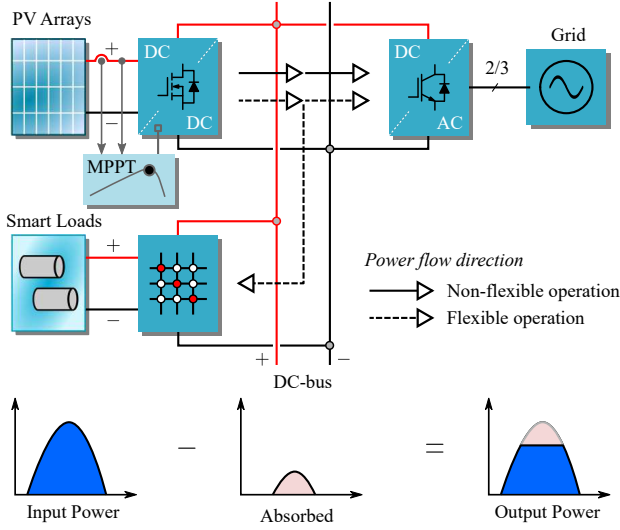 PV Arrays
+
−
DC
DC
MPPT
DC
AC
2/3
Grid
Smart Loads
+
−
Power flow direction
Non-flexible operation
Flexible operation
+
−
DC-bus
−
=
Input Power
Absorbed
Output Power